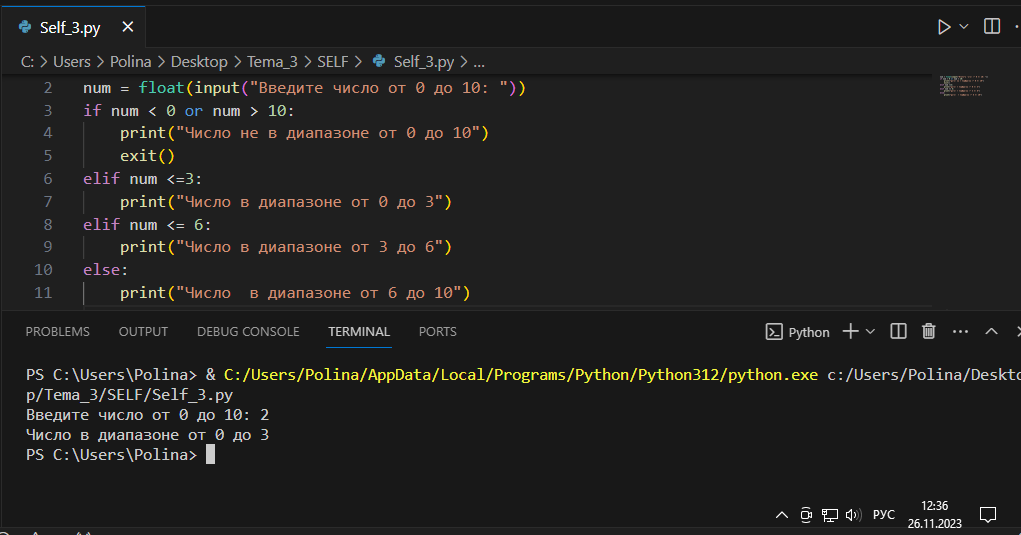 Self_3.py
C: > Users > Polina > Desktop > Tema_3 > SELF > Self_3.py > ...
2 num = float(input("Введите число от 0 до 10: "))
3 if num < 0 or num > 10:
4 print("Число не в диапазоне от 0 до 10")
5 exit()
6 elif num <=3:
7 print("Число в диапазоне от 0 до 3")
8 elif num <= 6:
9 print("Число в диапазоне от 3 до 6")
10 else:
11 print("Число  в диапазоне от 6 до 10")
PROBLEMS OUTPUT DEBUG CONSOLE TERMINAL PORTS Python
PS C:\Users\Polina> & C:/Users/Polina/AppData/Local/Programs/Python/Python312/python.exe c:/Users/Polina/Deskto
p/Tema_3/SELF/Self_3.py
Введите число от 0 до 10: 2
Число в диапазоне от 0 до 3
PS C:\Users\Polina>
РУС 12:36
26.11.2023